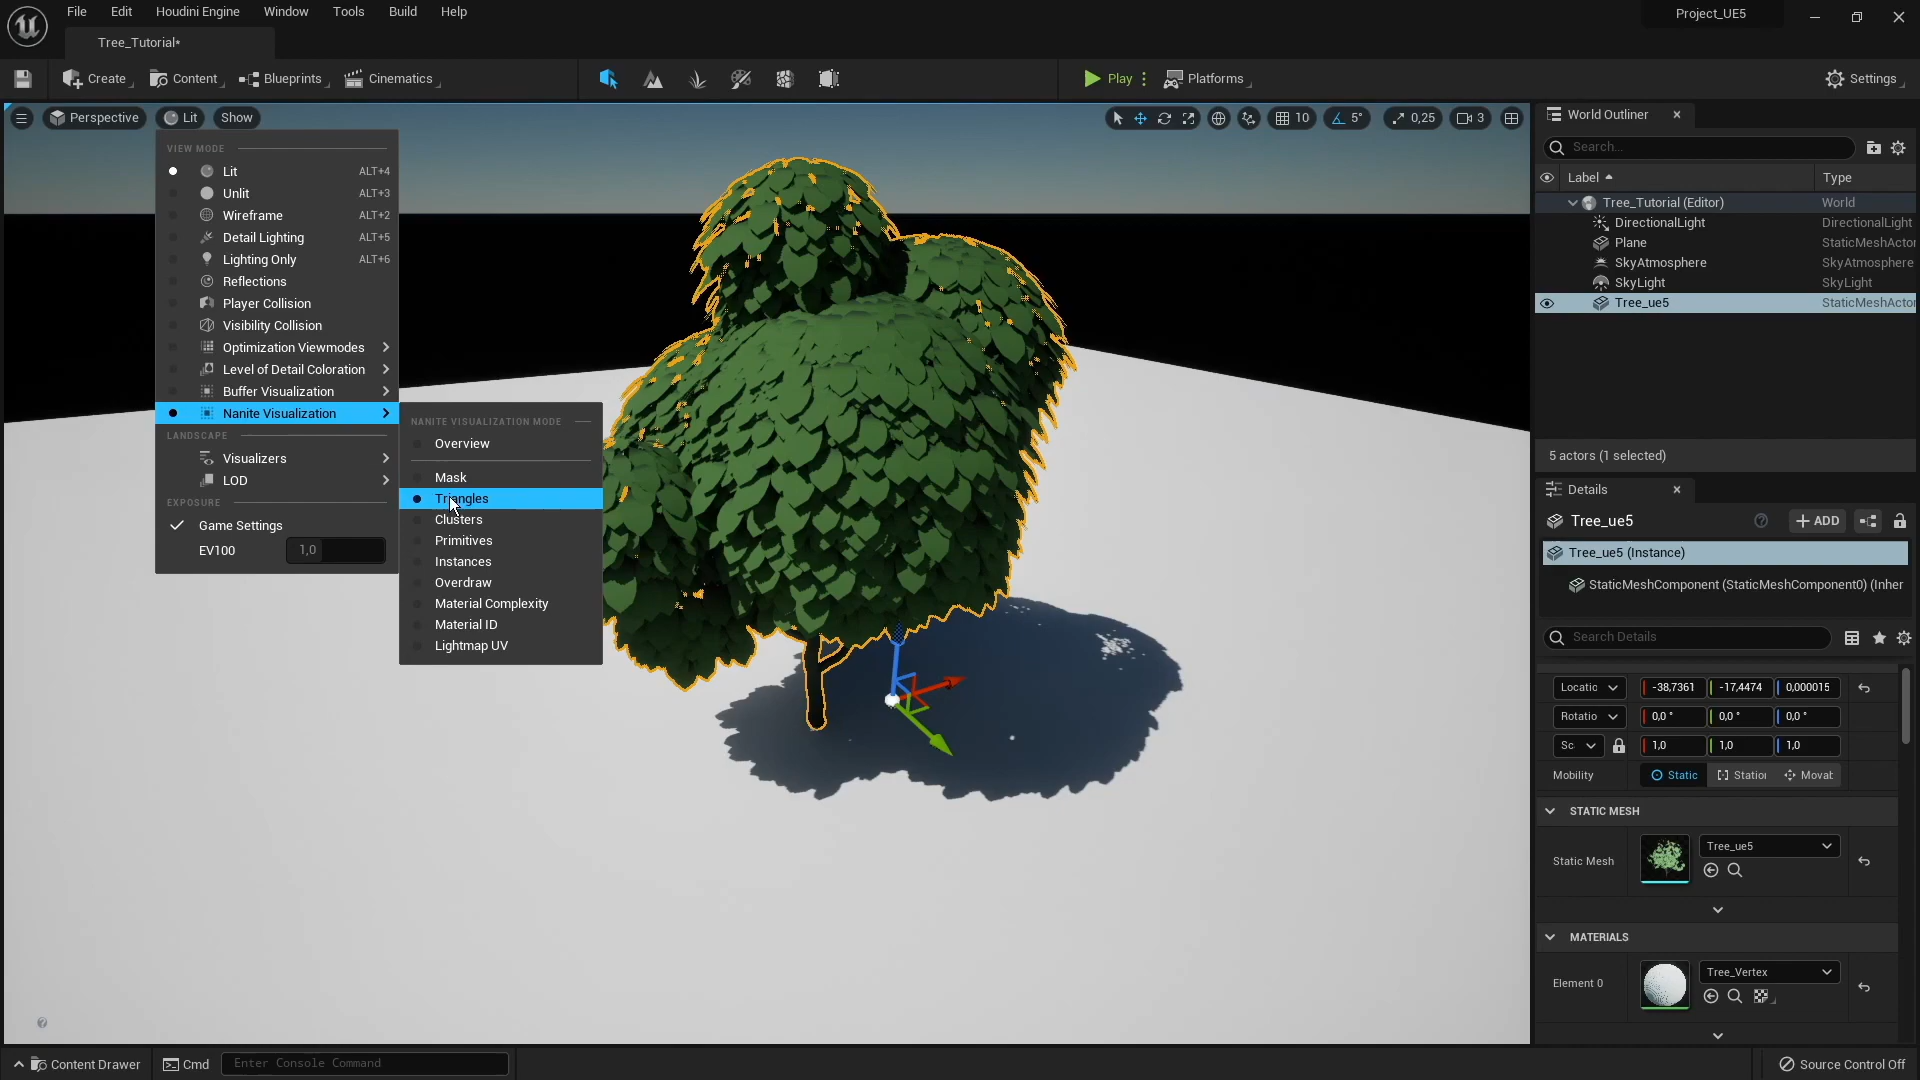 File Edit Houdini Engine Window Tools Build Help
Project_UE5
Tree_Tutorial*
Create Content Blueprints Cinematics
Play Platforms
Settings
Perspective Lit Show
10 5° 0,25 3
VIEW MODE
Lit ALT+4
Unlit ALT+3
Wireframe ALT+2
Detail Lighting ALT+5
Lighting Only ALT+6
Reflections
Player Collision
Visibility Collision
Optimization Viewmodes
Level of Detail Coloration
Buffer Visualization
Nanite Visualization
LANDSCAPE
Visualizers
LOD
EXPOSURE
Game Settings
EV100 1,0
NANITE VISUALIZATION MODE
Overview
Mask
Triangles
Clusters
Primitives
Instances
Overdraw
Material Complexity
Material ID
Lightmap UV
World Outliner
Search...
Label Type
Tree_Tutorial (Editor) World
DirectionalLight DirectionalLight
Plane StaticMeshActor
SkyAtmosphere SkyAtmosphere
SkyLight SkyLight
Tree_ue5 StaticMeshActor
5 actors (1 selected)
Details
Tree_ue5
ADD
Tree_ue5 (Instance)
StaticMeshComponent (StaticMeshComponent0) (Inher
Search Details
Locatic -38,7361 -17,4474 0,000015
Rotatio 0,0 ° 0,0 ° 0,0 °
Sc 1,0 1,0 1,0
Mobility Static Station Movab
STATIC MESH
Static Mesh Tree_ue5
MATERIALS
Element 0 Tree_Vertex
Content Drawer Cmd Enter Console Command
Source Control Off